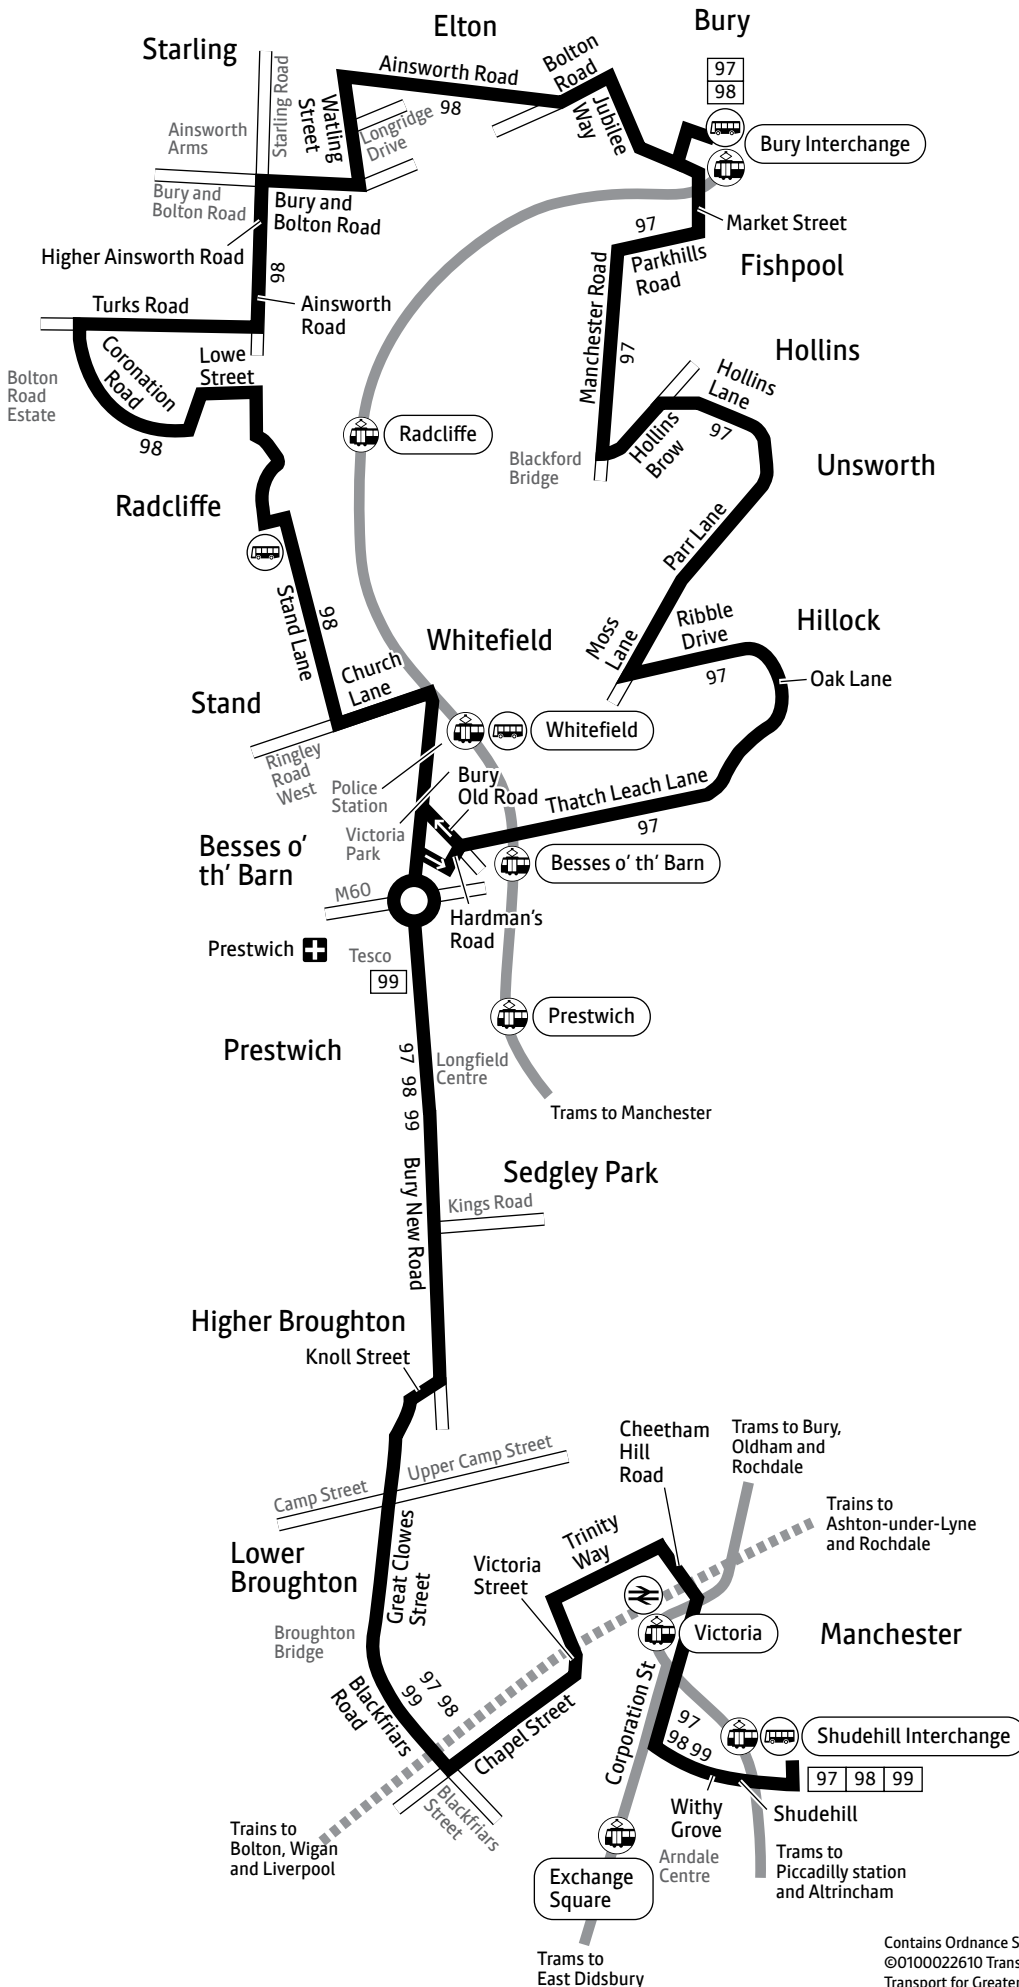 Elton
Bury
Starling
Ainsworth Road
98
Bolton
Road
97
98
Starling Road
Watling
Street
Longridge
Drive
Jubilee
Way
Ainsworth
Arms
Bury Interchange
Bury and
Bolton Road
Bury and
Bolton Road
Market Street
97
Parkhills
Road
Fishpool
Higher Ainsworth Road
98
Turks Road
Ainsworth
Road
Manchester Road
97
Hollins
Coronation
Road
Lowe
Street
Bolton
Road
Estate
98
Hollins
Lane
97
Hollins
Brow
Radcliffe
Blackford
Bridge
Unsworth
Radcliffe
Parr Lane
Stand Lane
98
Whitefield
Moss
Lane
Ribble
Drive
97
Hillock
Oak Lane
Church
Lane
Stand
Whitefield
Ringley
Road
West
Police
Station
Bury
Old Road
Thatch Leach Lane
97
Victoria
Park
Besses o'
th' Barn
Besses o' th' Barn
M60
Hardman's
Road
Prestwich
Tesco
99
Prestwich
Prestwich
97 98 99
Longfield
Centre
Trams to Manchester
Sedgley Park
Bury New Road
Kings Road
Higher Broughton
Knoll Street
Cheetham
Hill
Road
Trams to Bury,
Oldham and
Rochdale
Camp Street
Upper Camp Street
Trains to
Ashton-under-Lyne
and Rochdale
Lower
Broughton
Great Clowes
Street
Victoria
Street
Trinity
Way
Broughton
Bridge
Victoria
Manchester
Blackfriars
Road
97 98
99
Chapel Street
Corporation St
97
98 99
Shudehill Interchange
97 98 99
Blackfriars
Street
Withy
Grove
Shudehill
Trains to
Bolton, Wigan
and Liverpool
Arndale
Centre
Trams to
Piccadilly station
and Altrincham
Exchange
Square
Trams to
East Didsbury
Contains Ordnance S
©0100022610 Trans
Transport for Greater